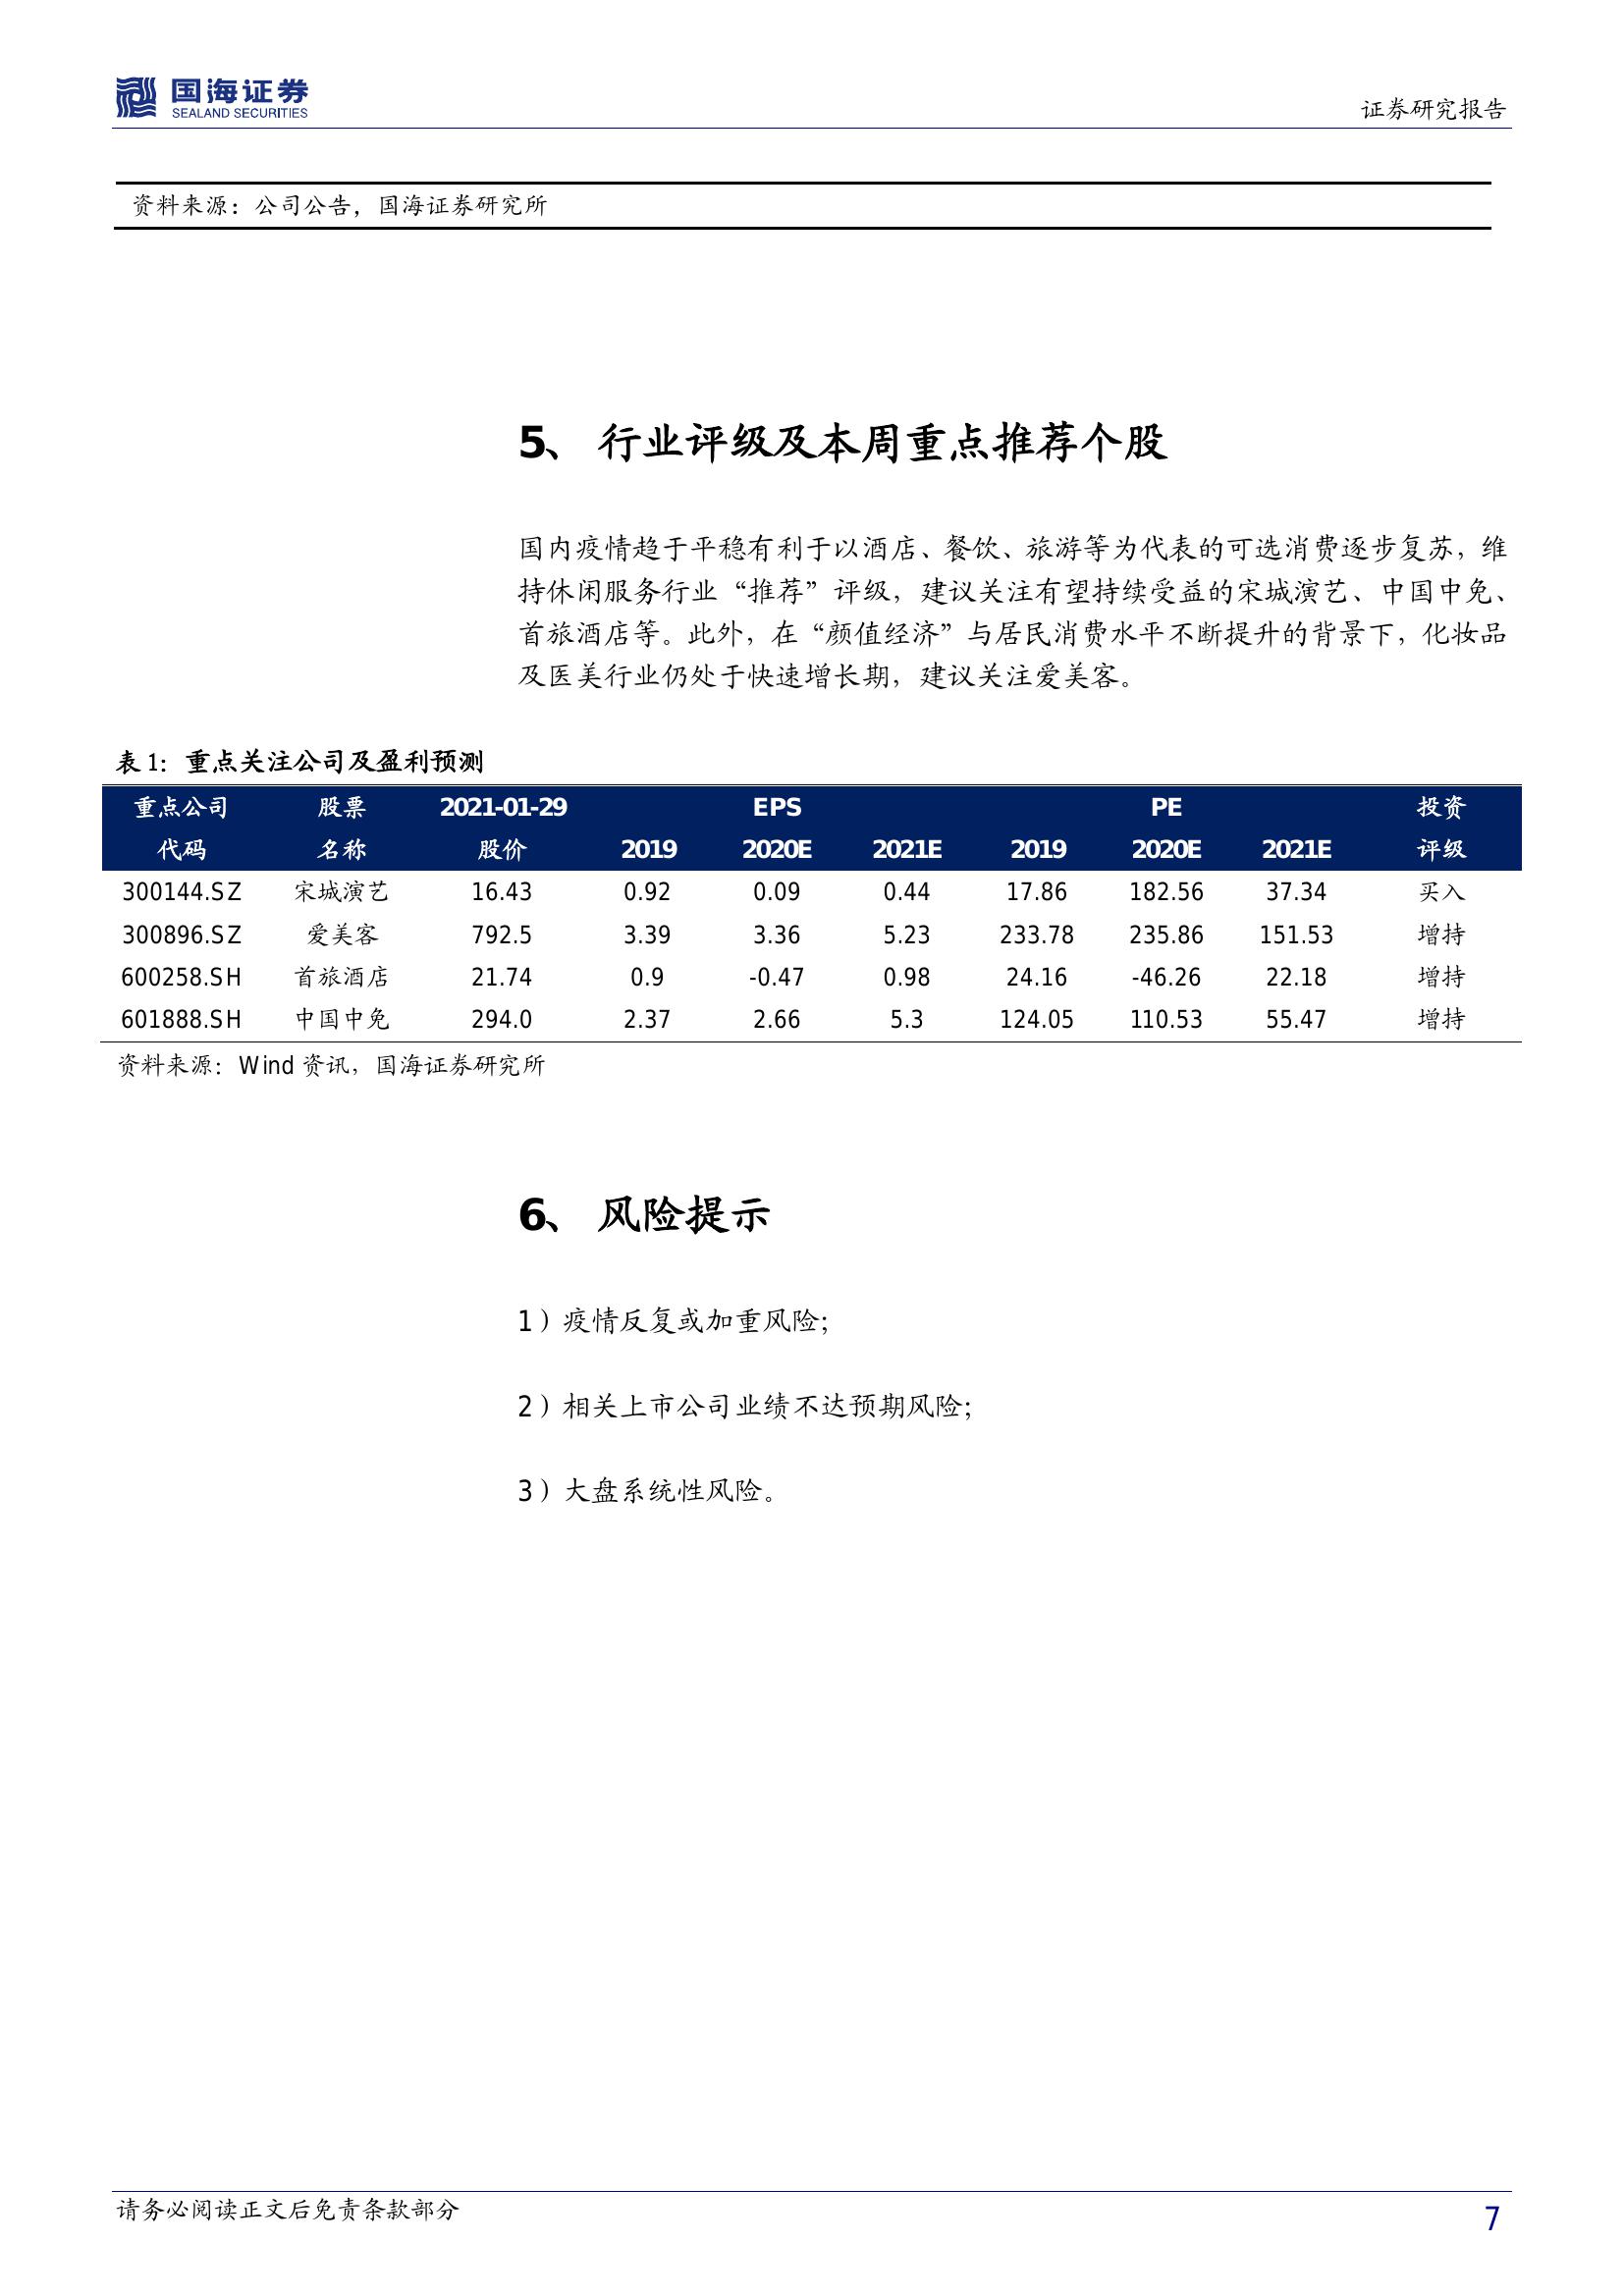 国海证券
SEALAND SECURITIES
证券研究报告
资料来源：公司公告，国海证券研究所
5、 行业评级及本周重点推荐个股
国内疫情趋于平稳有利于以酒店、餐饮、旅游等为代表的可选消费逐步复苏，维
持休闲服务行业“推荐”评级，建议关注有望持续受益的宋城演艺、中国中免、
首旅酒店等。此外，在“颜值经济”与居民消费水平不断提升的背景下，化妆品
及医美行业仍处于快速增长期，建议关注爱美客。
表 1：重点关注公司及盈利预测
重点公司 股票 2021-01-29 EPS PE 投资
代码 名称 股价 2019 2020E 2021E 2019 2020E 2021E 评级
300144.SZ 宋城演艺 16.43 0.92 0.09 0.44 17.86 182.56 37.34 买入
300896.SZ 爱美客 792.5 3.39 3.36 5.23 233.78 235.86 151.53 增持
600258.SH 首旅酒店 21.74 0.9 -0.47 0.98 24.16 -46.26 22.18 增持
601888.SH 中国中免 294.0 2.37 2.66 5.3 124.05 110.53 55.47 增持
资料来源：Wind 资讯，国海证券研究所
6、 风险提示
1）疫情反复或加重风险；
2）相关上市公司业绩不达预期风险；
3）大盘系统性风险。
请务必阅读正文后免责条款部分
7